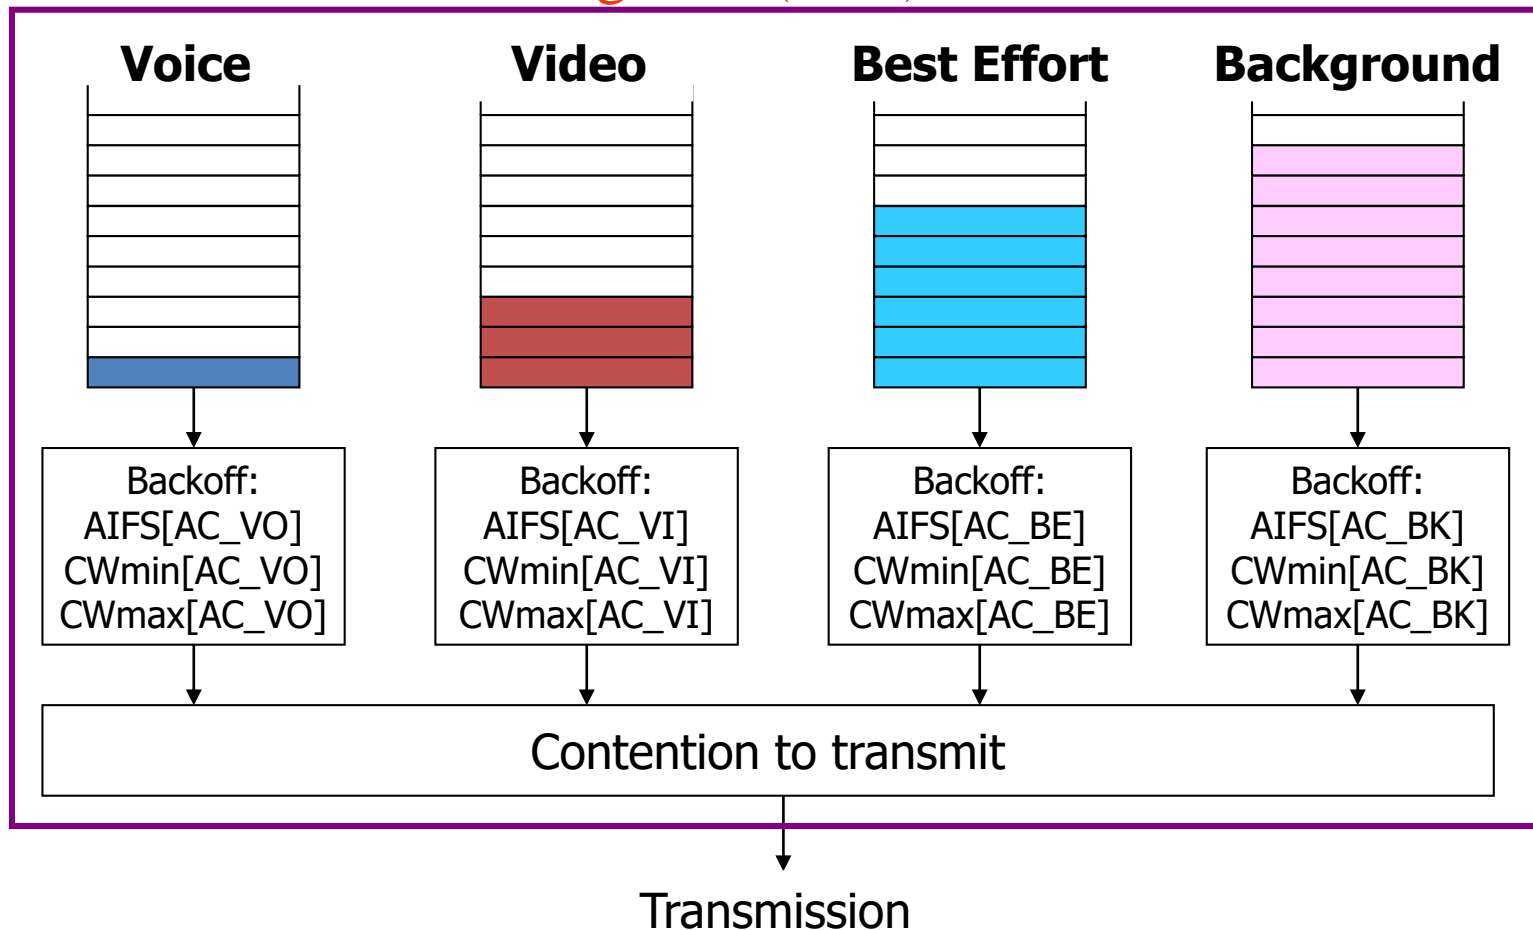 Voice
Video
Best Effort
Background
Backoff:
AIFS[AC_VO]
CWmin[AC_VO]
CWmax[AC_VO]
Backoff:
AIFS[AC_VI]
CWmin[AC_VI]
CWmax[AC_VI]
Backoff:
AIFS[AC_BE]
CWmin[AC_BE]
CWmax[AC_BE]
Backoff:
AIFS[AC_BK]
CWmin[AC_BK]
CWmax[AC_BK]
Contention to transmit
Transmission